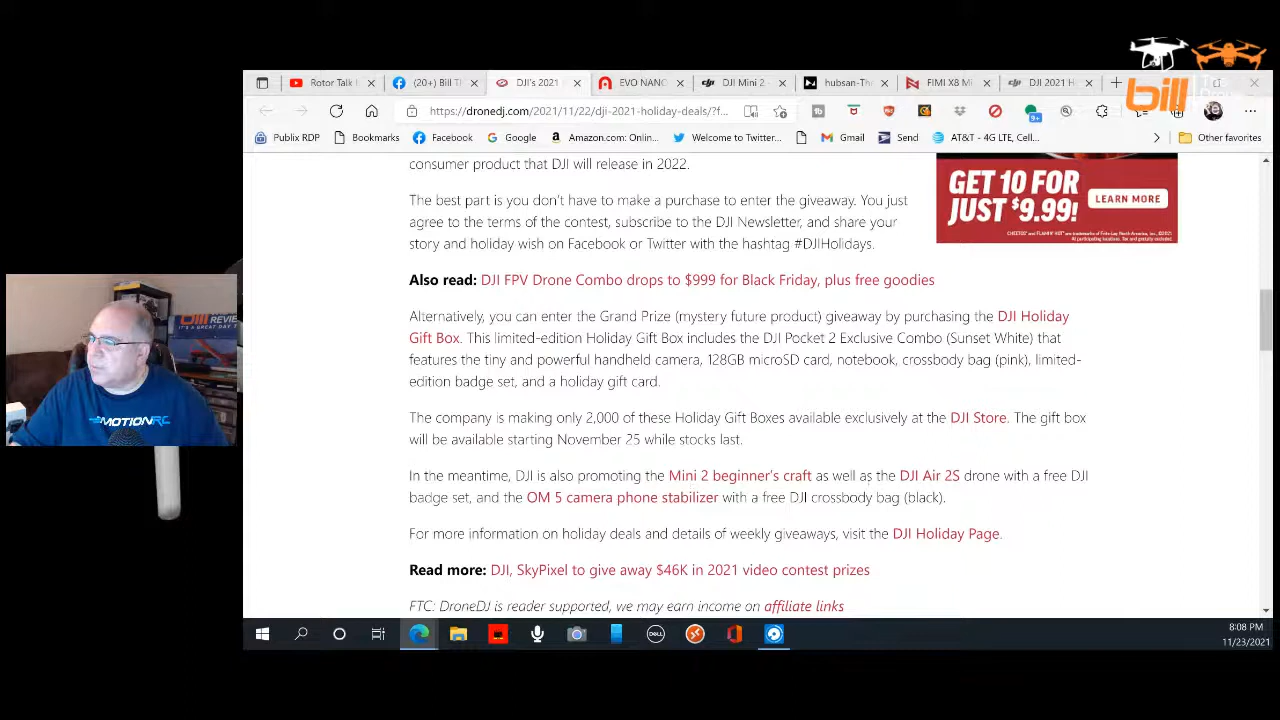 Rotor Talk
(20+) Bill Th
DJI's 2021
EVO NANO
DJI Mini 2 -
hubsan-The
FIMI X8 Mi
DJI 2021 H
bill
https://dronedj.com/2021/11/22/dji-2021-holiday-deals/?f...
9+
Publix RDP
Bookmarks
Facebook
Google
Amazon.com: Onlin...
Welcome to Twitter...
Gmail
Send
AT&T - 4G LTE, Cell...
Other favorites
consumer product that DJI will release in 2022.
The best part is you don't have to make a purchase to enter the giveaway. You just
agree to the terms of the contest, subscribe to the DJI Newsletter, and share your
story and holiday wish on Facebook or Twitter with the hashtag #DJIHolidays.
GET 10 FOR
JUST $9.99!
LEARN MORE
Also read: DJI FPV Drone Combo drops to $999 for Black Friday, plus free goodies
Alternatively, you can enter the Grand Prize (mystery future product) giveaway by purchasing the DJI Holiday
Gift Box. This limited-edition Holiday Gift Box includes the DJI Pocket 2 Exclusive Combo (Sunset White) that
features the tiny and powerful handheld camera, 128GB microSD card, notebook, crossbody bag (pink), limited-
edition badge set, and a holiday gift card.
The company is making only 2,000 of these Holiday Gift Boxes available exclusively at the DJI Store. The gift box
will be available starting November 25 while stocks last.
In the meantime, DJI is also promoting the Mini 2 beginner's craft as well as the DJI Air 2S drone with a free DJI
badge set, and the OM 5 camera phone stabilizer with a free DJI crossbody bag (black).
For more information on holiday deals and details of weekly giveaways, visit the DJI Holiday Page.
Read more: DJI, SkyPixel to give away $46K in 2021 video contest prizes
FTC: DroneDJ is reader supported, we may earn income on affiliate links
bill REVIE
IT'S A GREAT DAY T
MOTIONRC
DELL
8:08 PM
11/23/2021